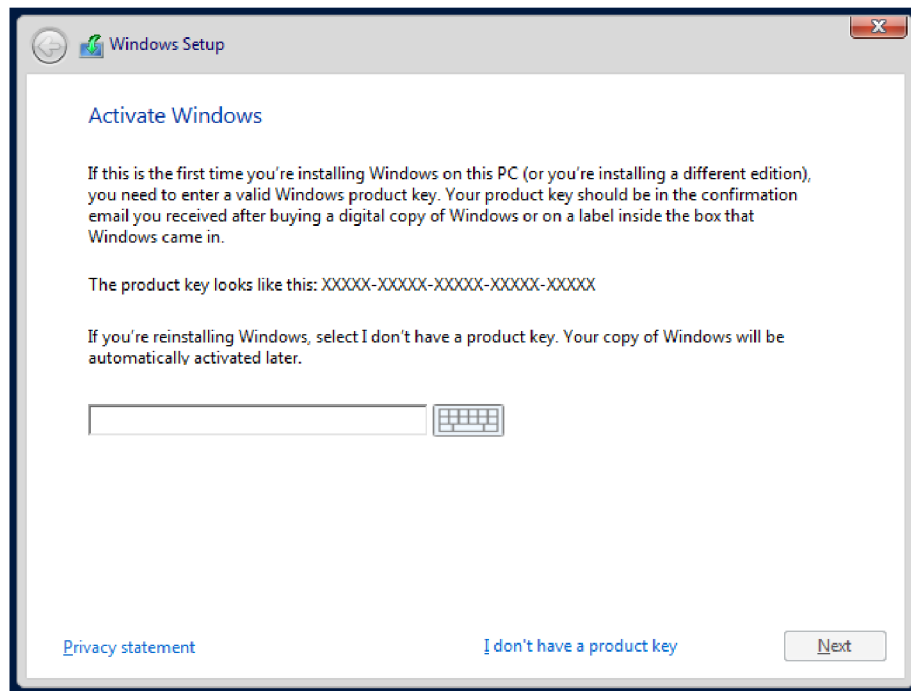 Windows Setup
X
Activate Windows
If this is the first time you're installing Windows on this PC (or you're installing a different edition),
you need to enter a valid Windows product key. Your product key should be in the confirmation
email you received after buying a digital copy of Windows or on a label inside the box that
Windows came in.
The product key looks like this: XXXXX-XXXXX-XXXXX-XXXXX-XXXXX
If you're reinstalling Windows, select I don't have a product key. Your copy of Windows will be
automatically activated later.
Privacy statement
I don't have a product key
Next